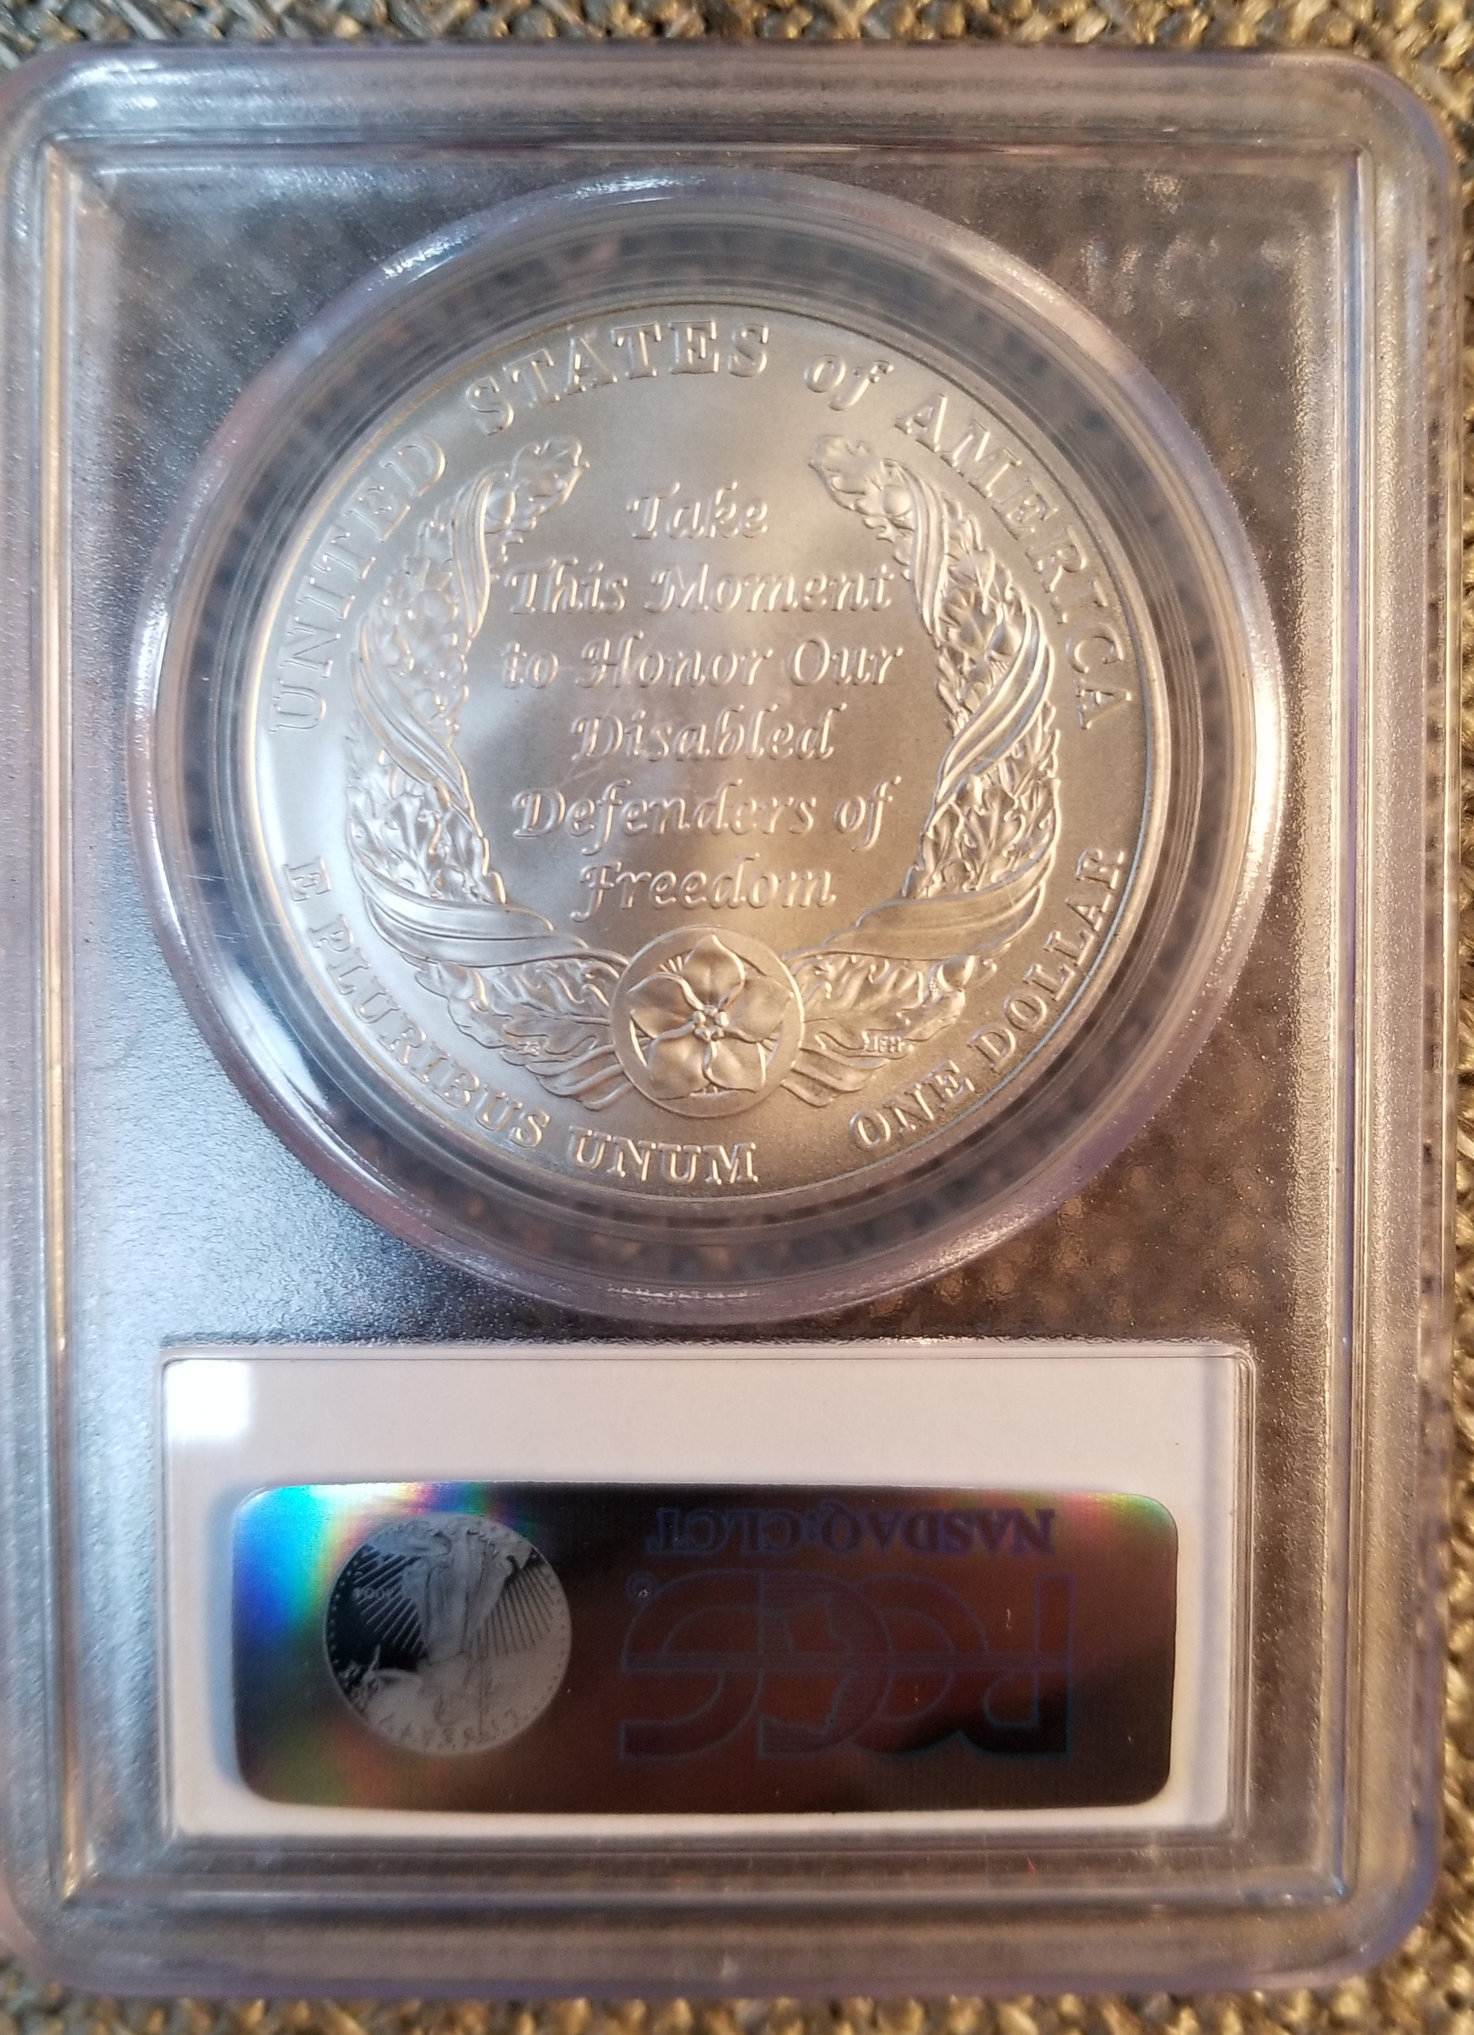 UNITED STATES of AMERICA
Take
This Moment
to Honor Our
Disabled
Defenders of
Freedom
E PLURIBUS UNUM
ONE DOLLAR
NASDAQ:CLCT
PCGS®